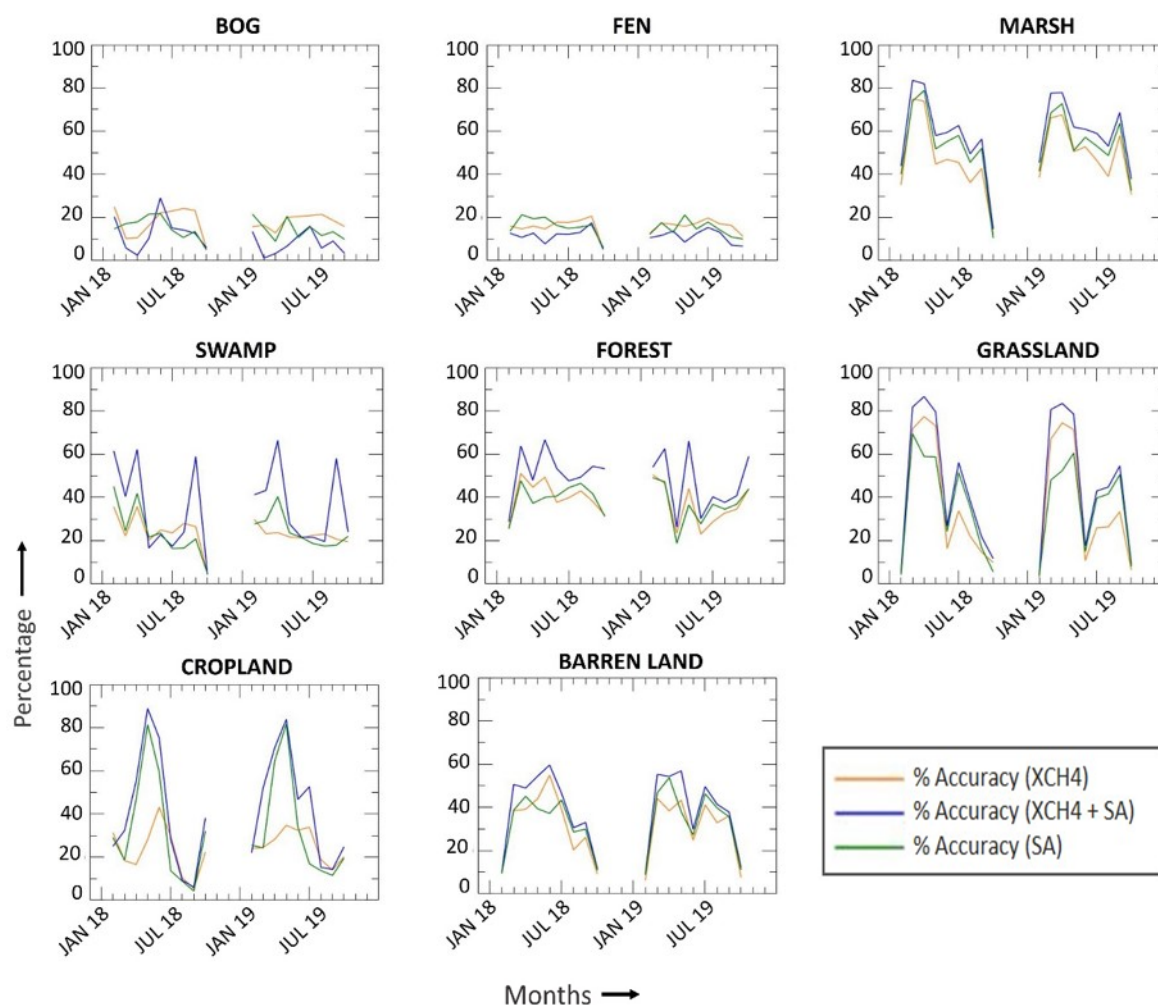 BOG
100
80
60
40
20
0
JAN 18
JUL 18
JAN 19
JUL 19
FEN
100
80
60
40
20
0
JAN 18
JUL 18
JAN 19
JUL 19
MARSH
100
80
60
40
20
0
JAN 18
JUL 18
JAN 19
JUL 19
SWAMP
100
80
60
40
20
0
JAN 18
JUL 18
JAN 19
JUL 19
FOREST
100
80
60
40
20
0
JAN 18
JUL 18
JAN 19
JUL 19
GRASSLAND
100
80
60
40
20
0
JAN 18
JUL 18
JAN 19
JUL 19
CROPLAND
100
80
60
40
20
0
JAN 18
JUL 18
JAN 19
JUL 19
BARREN LAND
100
80
60
40
20
0
JAN 18
JUL 18
JAN 19
JUL 19
% Accuracy (XCH4)
% Accuracy (XCH4 + SA)
% Accuracy (SA)
Percentage
Months